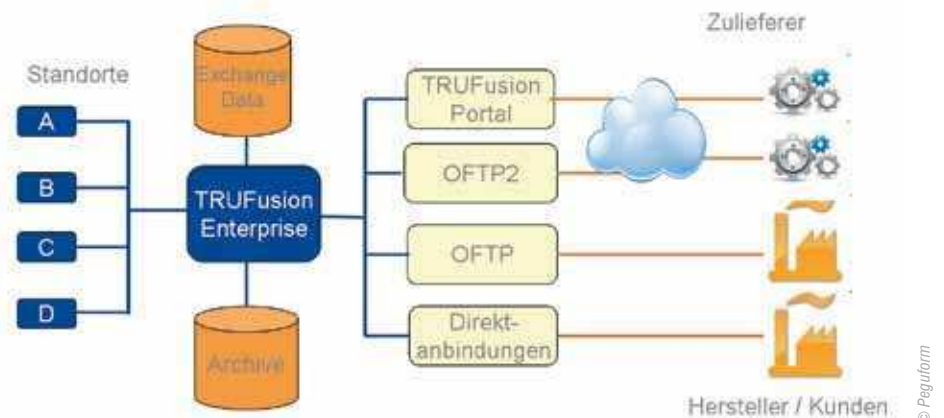 Zulieferer
Standorte
Exchange
Data
A
B
C
D
TRUFusion
Enterprise
Archive
TRUFusion
Portal
OFTP2
OFTP
Direkt-
anbindungen
Hersteller / Kunden
© Peguform